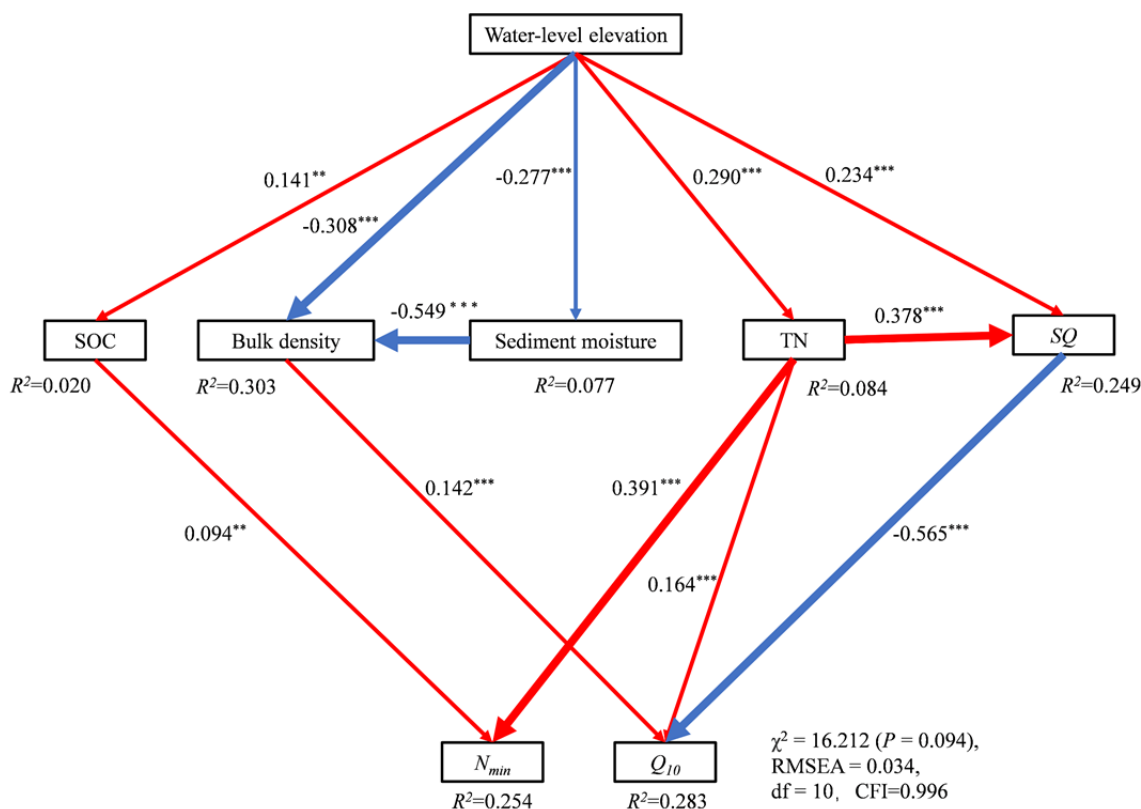 Water-level elevation
0.141**
-0.308***
-0.277***
0.290***
0.234***
-0.549***
0.378***
SOC
Bulk density
Sediment moisture
TN
SQ
R²=0.020
R²=0.303
R²=0.077
R²=0.084
R²=0.249
0.094**
0.142***
0.391***
0.164***
-0.565***
N_min
Q_10
R²=0.254
R²=0.283
χ² = 16.212 (P = 0.094),
RMSEA = 0.034,
df = 10, CFI=0.996